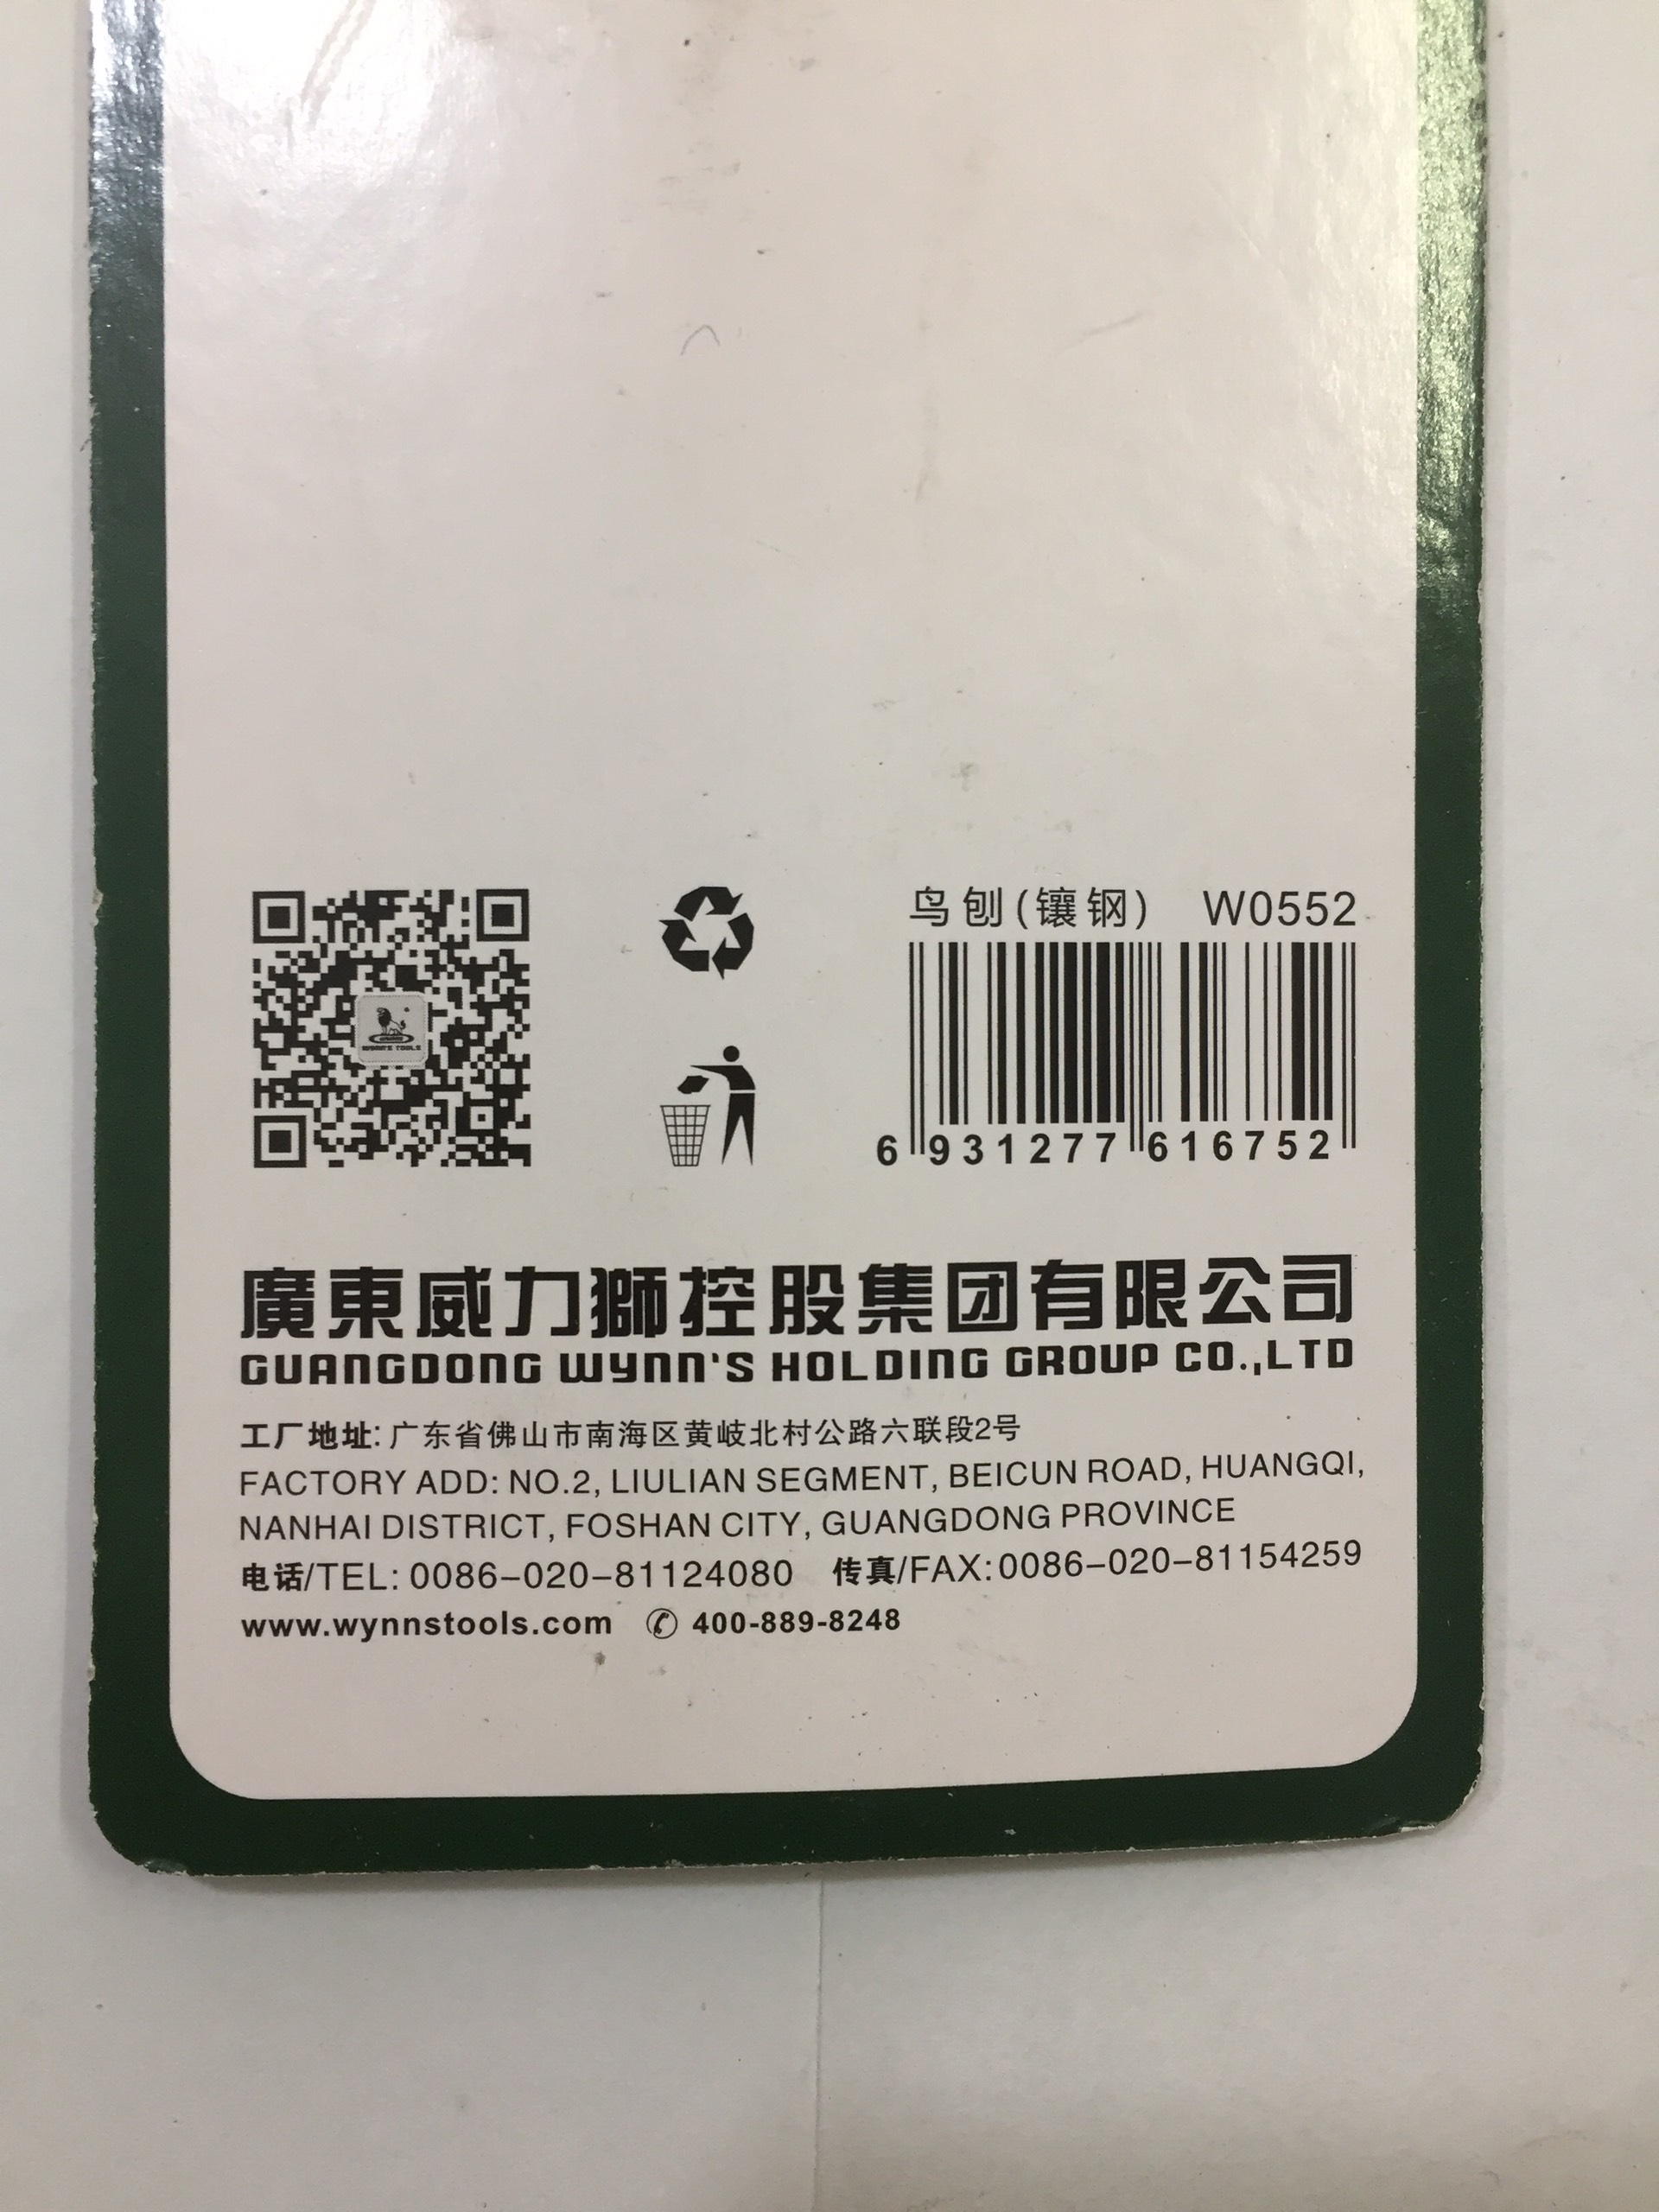 鸟刨(镶钢) W0552
WYNN'S TOOLS
6 931277 616752
廣東威力獅控股集团有限公司
GUANGDONG WYNN'S HOLDING GROUP CO.,LTD
工厂地址: 广东省佛山市南海区黄岐北村公路六联段2号
FACTORY ADD: NO.2, LIULIAN SEGMENT, BEICUN ROAD, HUANGQI,
NANHAI DISTRICT, FOSHAN CITY, GUANGDONG PROVINCE
电话/TEL: 0086-020-81124080 传真/FAX:0086-020-81154259
www.wynnstools.com ✆ 400-889-8248